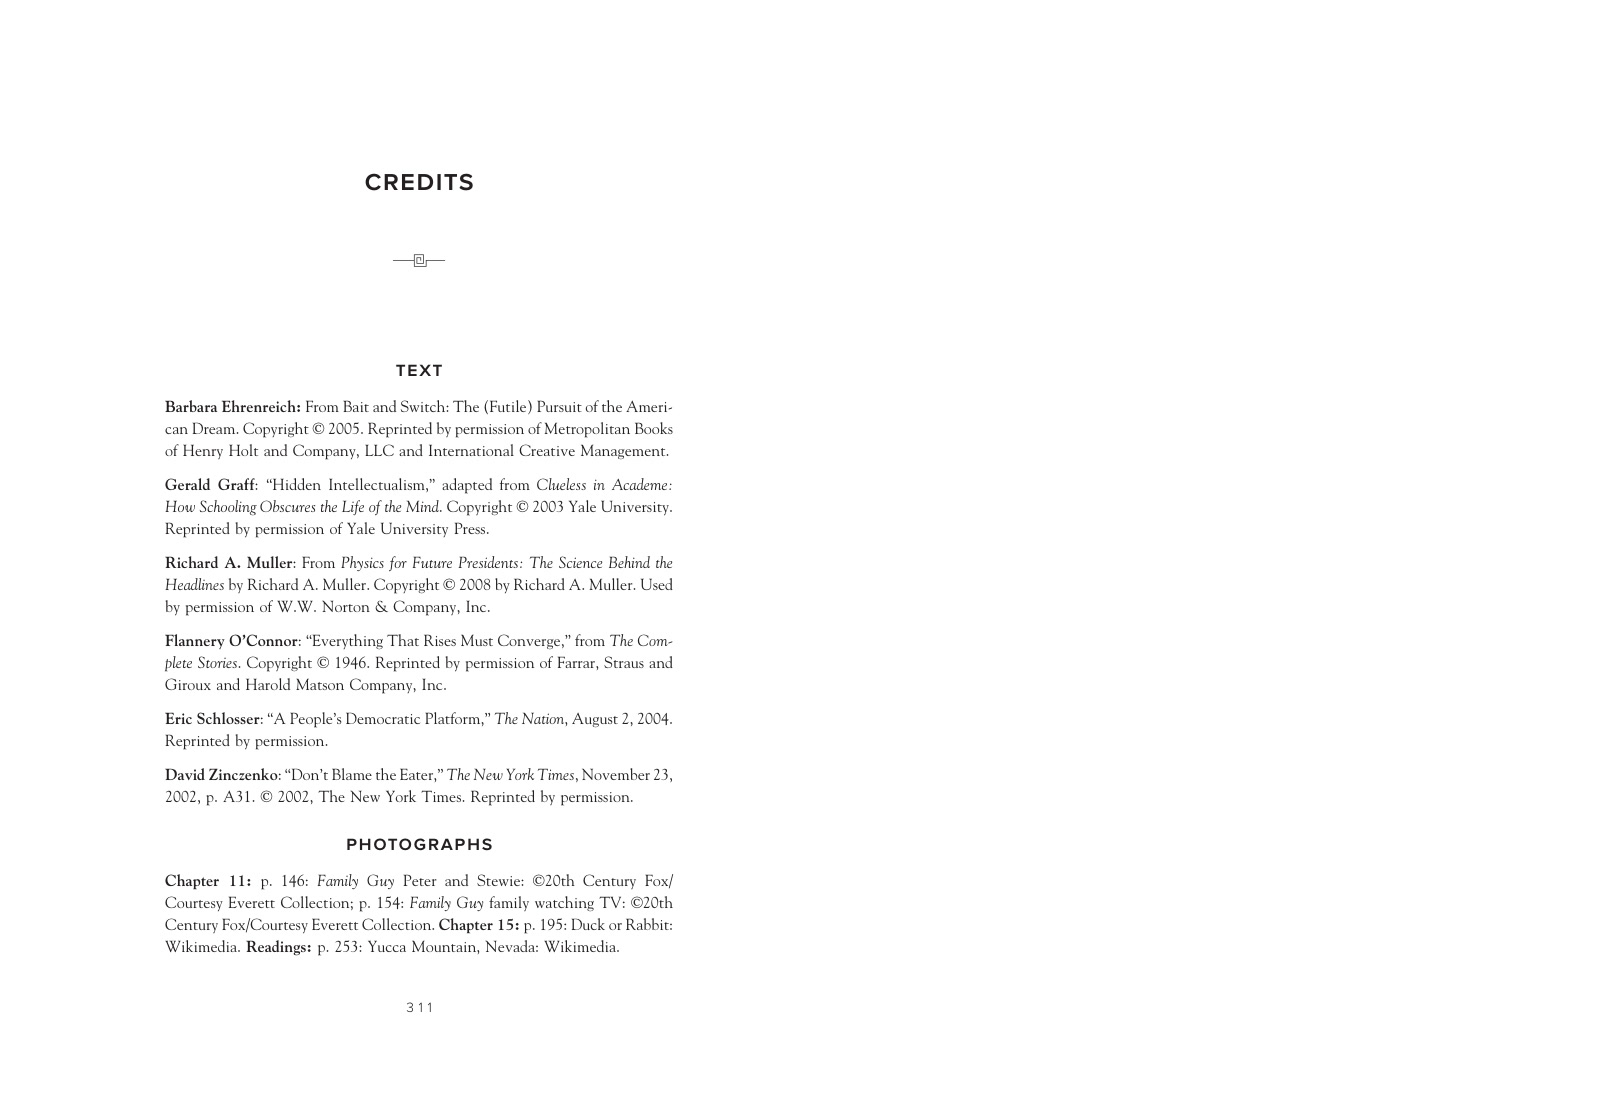 CREDITS
TEXT
Barbara Ehrenreich: From Bait and Switch: The (Futile) Pursuit of the Ameri-
can Dream. Copyright © 2005. Reprinted by permission of Metropolitan Books
of Henry Holt and Company, LLC and International Creative Management.
Gerald Graff: “Hidden Intellectualism,” adapted from Clueless in Academe:
How Schooling Obscures the Life of the Mind. Copyright © 2003 Yale University.
Reprinted by permission of Yale University Press.
Richard A. Muller: From Physics for Future Presidents: The Science Behind the
Headlines by Richard A. Muller. Copyright © 2008 by Richard A. Muller. Used
by permission of W.W. Norton & Company, Inc.
Flannery O’Connor: “Everything That Rises Must Converge,” from The Com-
plete Stories. Copyright © 1946. Reprinted by permission of Farrar, Straus and
Giroux and Harold Matson Company, Inc.
Eric Schlosser: “A People’s Democratic Platform,” The Nation, August 2, 2004.
Reprinted by permission.
David Zinczenko: “Don’t Blame the Eater,” The New York Times, November 23,
2002, p. A31. © 2002, The New York Times. Reprinted by permission.
PHOTOGRAPHS
Chapter 11: p. 146: Family Guy Peter and Stewie: ©20th Century Fox/
Courtesy Everett Collection; p. 154: Family Guy family watching TV: ©20th
Century Fox/Courtesy Everett Collection. Chapter 15: p. 195: Duck or Rabbit:
Wikimedia. Readings: p. 253: Yucca Mountain, Nevada: Wikimedia.
311